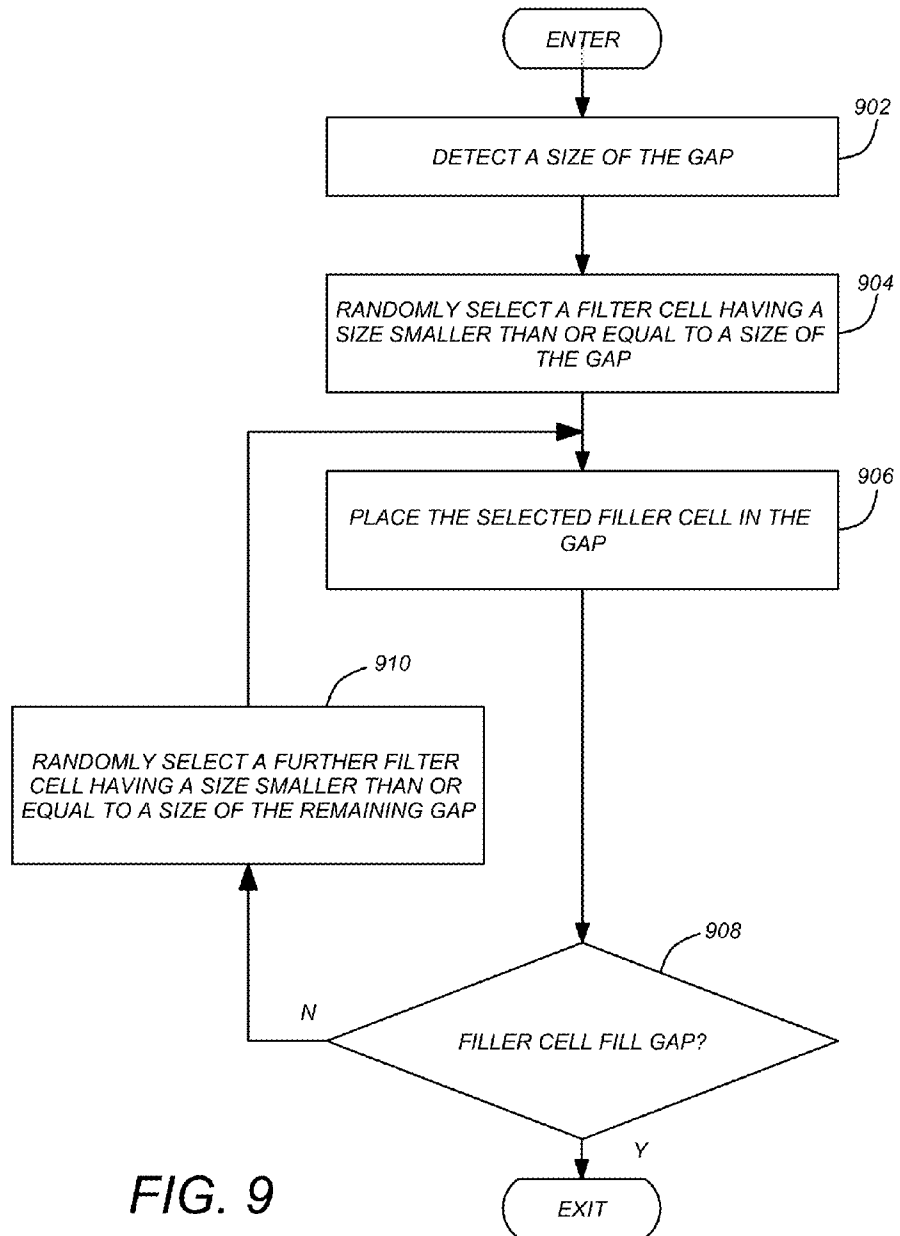 ENTER
902
DETECT A SIZE OF THE GAP
904
RANDOMLY SELECT A FILTER CELL HAVING A
SIZE SMALLER THAN OR EQUAL TO A SIZE OF
THE GAP
906
PLACE THE SELECTED FILLER CELL IN THE
GAP
910
RANDOMLY SELECT A FURTHER FILTER
CELL HAVING A SIZE SMALLER THAN OR
EQUAL TO A SIZE OF THE REMAINING GAP
908
N
FILLER CELL FILL GAP?
Y
FIG. 9
EXIT